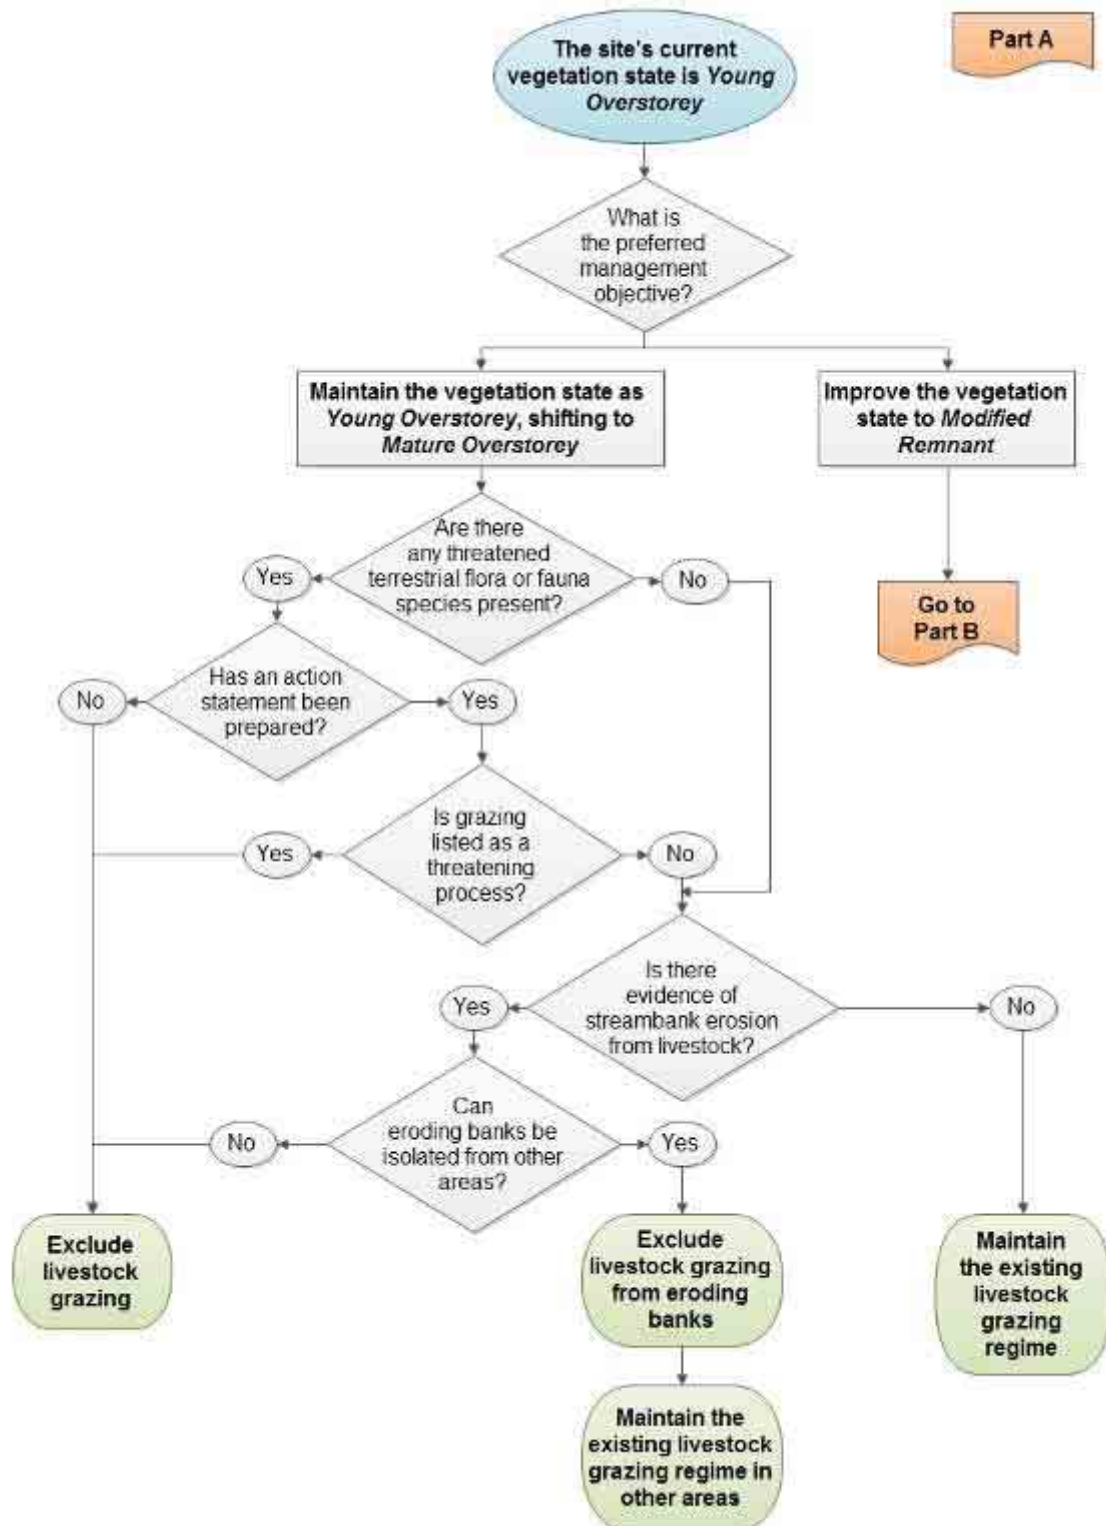 The site's current
vegetation state is Young
Overstorey
Part A
What is
the preferred
management
objective?
Maintain the vegetation state as
Young Overstorey, shifting to
Mature Overstorey
Improve the vegetation
state to Modified
Remnant
Are there
any threatened
terrestrial flora or fauna
species present?
Yes
No
Go to
Part B
Has an action
statement been
prepared?
No
Yes
Is grazing
listed as a
threatening
process?
Yes
No
Is there
evidence of
streambank erosion
from livestock?
Yes
No
Can
eroding banks be
isolated from other
areas?
No
Yes
Exclude
livestock
grazing
Exclude
livestock grazing
from eroding
banks
Maintain
the existing
livestock
grazing
regime
Maintain the
existing livestock
grazing regime in
other areas